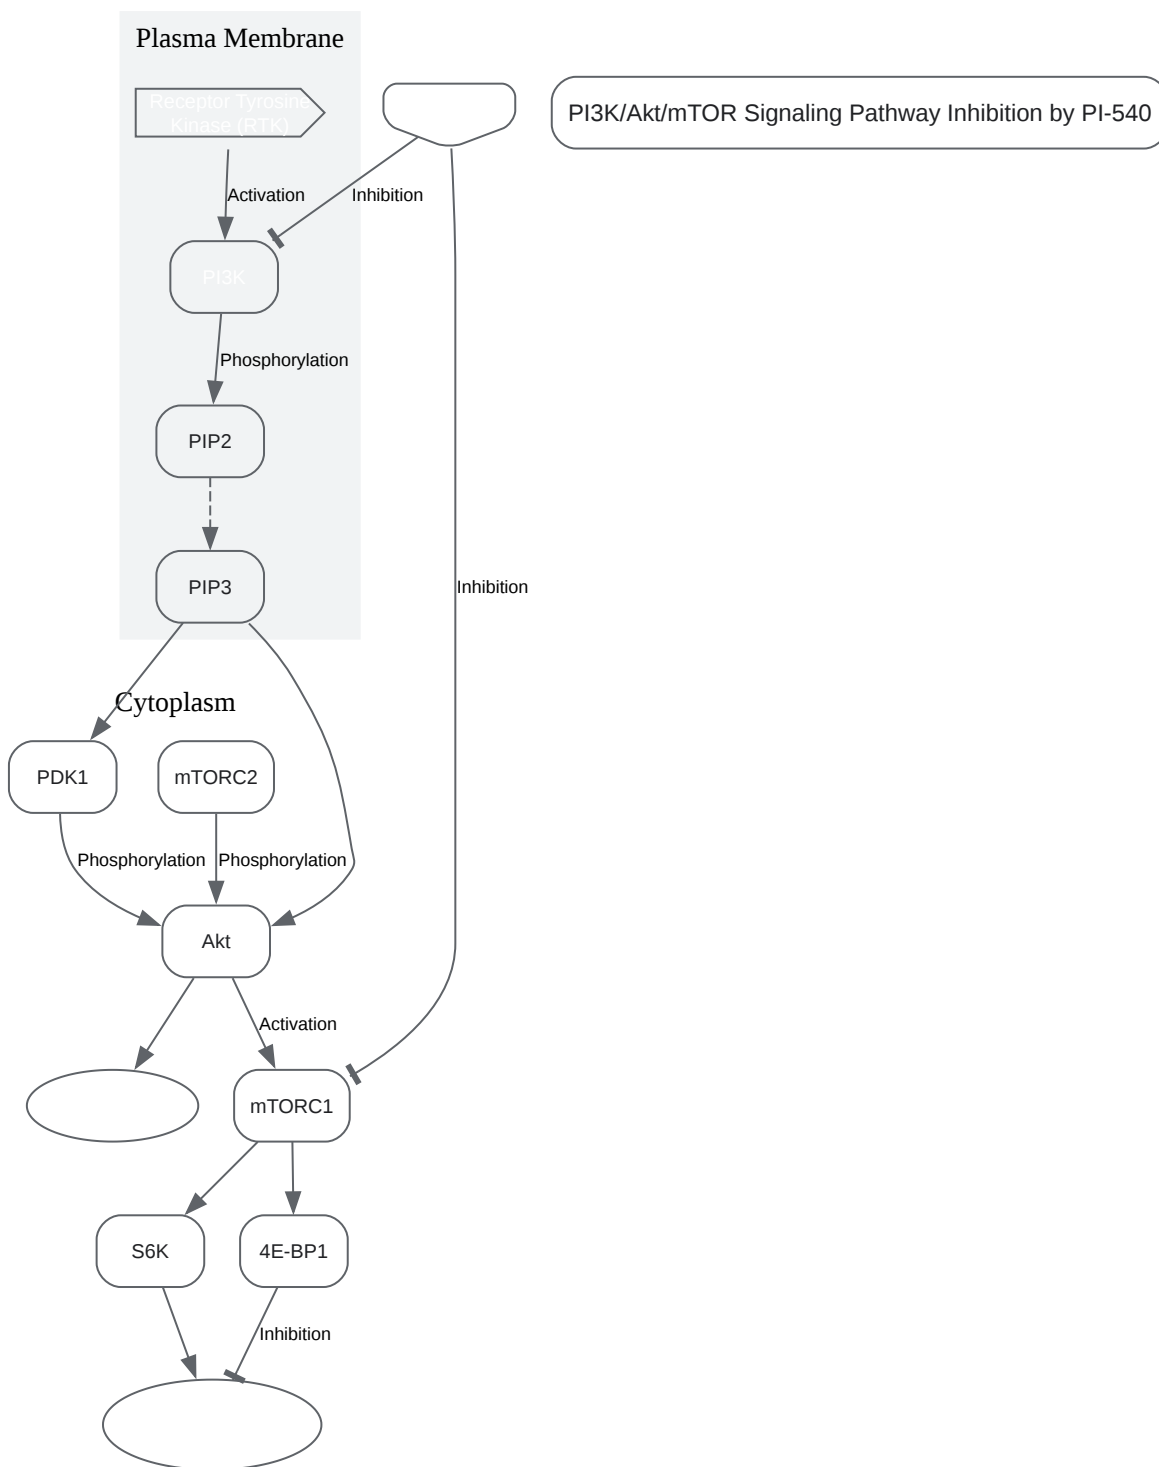 Plasma Membrane
Receptor Tyrosine
Kinase (RTK)
PI3K/Akt/mTOR Signaling Pathway Inhibition by PI-540
Activation
Inhibition
PI3K
Phosphorylation
PIP2
PIP3
Inhibition
Cytoplasm
PDK1
mTORC2
Phosphorylation
Phosphorylation
Akt
Activation
mTORC1
S6K
4E-BP1
Inhibition